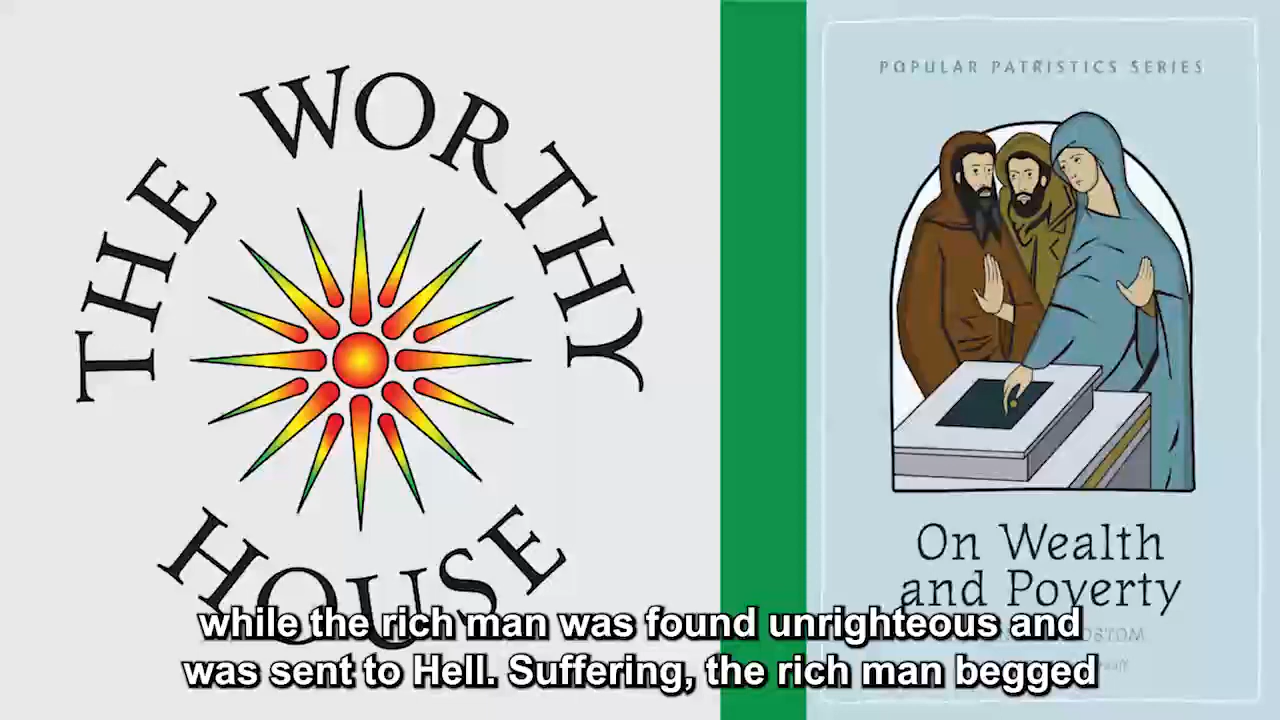 THE WORTHY
HOUSE
POPULAR PATRISTICS SERIES
On Wealth
and Poverty
while the rich man was found unrighteous and
was sent to Hell. Suffering, the rich man begged